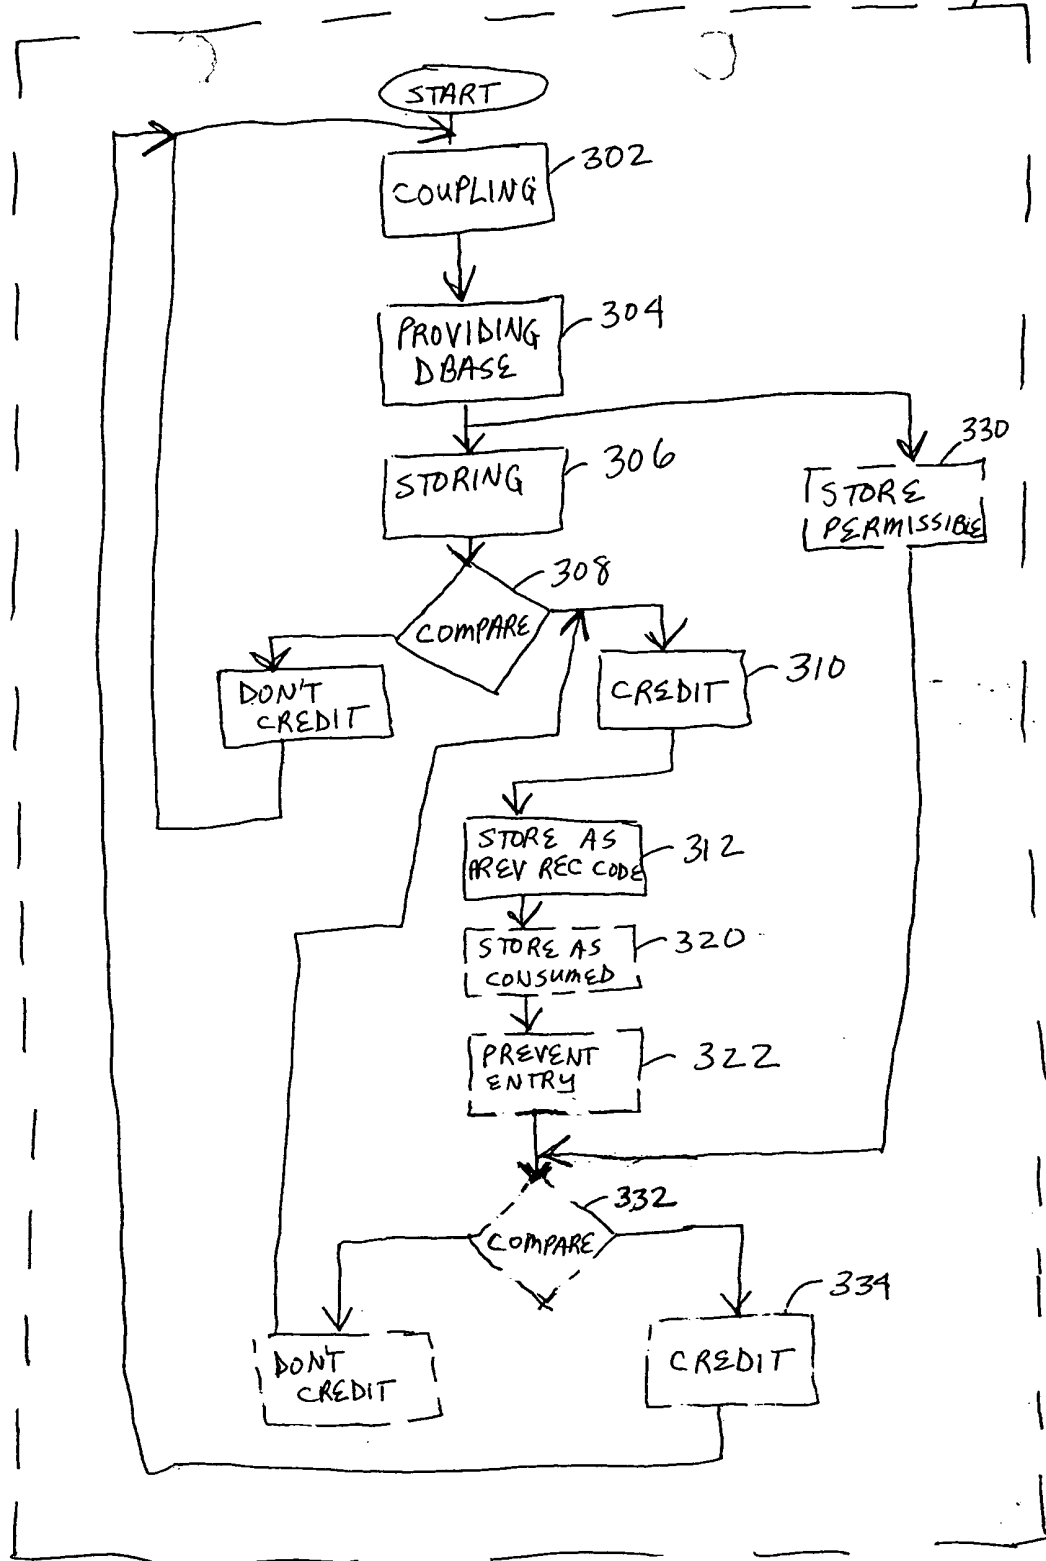 START
302
COUPLING
304
PROVIDING
DBASE
330
306
STORING
STORE
PERMISSIBLE
308
COMPARE
310
DON'T
CREDIT
CREDIT
312
STORE AS
PREV REC CODE
320
STORE AS
CONSUMED
322
PREVENT
ENTRY
332
COMPARE
334
DON'T
CREDIT
CREDIT